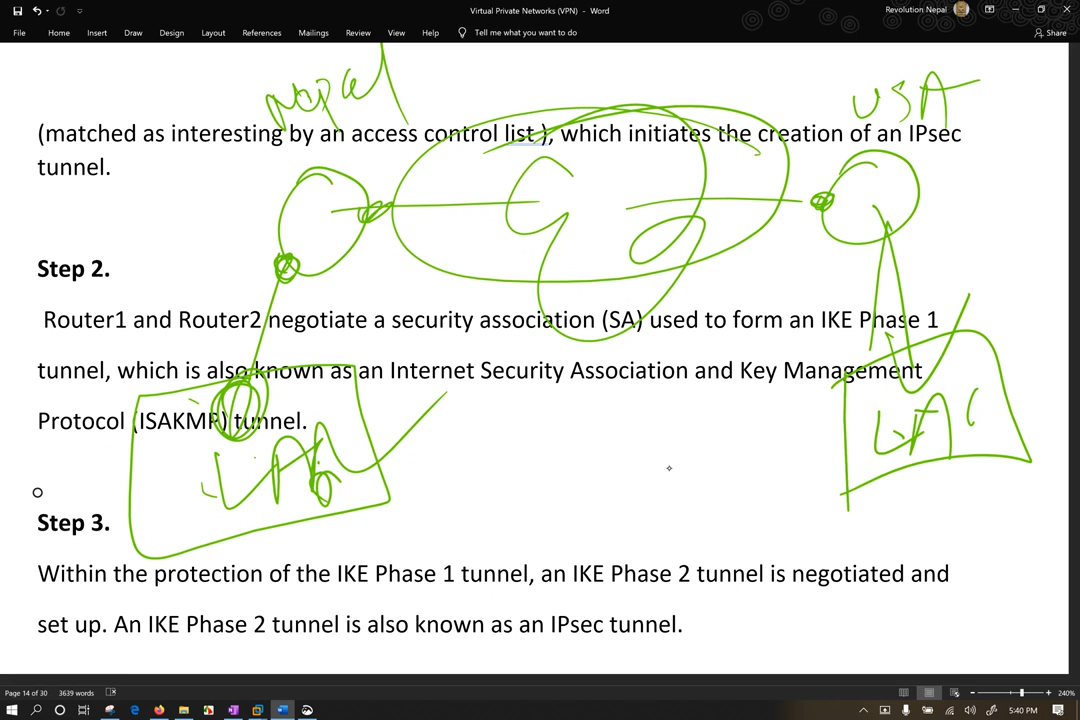 Virtual Private Networks (VPN) - Word
Revolution Nepal
File Home Insert Draw Design Layout References Mailings Review View Help Tell me what you want to do Share
Nepal USA
(matched as interesting by an access control list ), which initiates the creation of an IPsec
tunnel.
Step 2.
Router1 and Router2 negotiate a security association (SA) used to form an IKE Phase 1
tunnel, which is also known as an Internet Security Association and Key Management
Protocol (ISAKMP) tunnel.
LAN
Step 3.
Within the protection of the IKE Phase 1 tunnel, an IKE Phase 2 tunnel is negotiated and
set up. An IKE Phase 2 tunnel is also known as an IPsec tunnel.
Page 14 of 30 3639 words 240%
5:40 PM